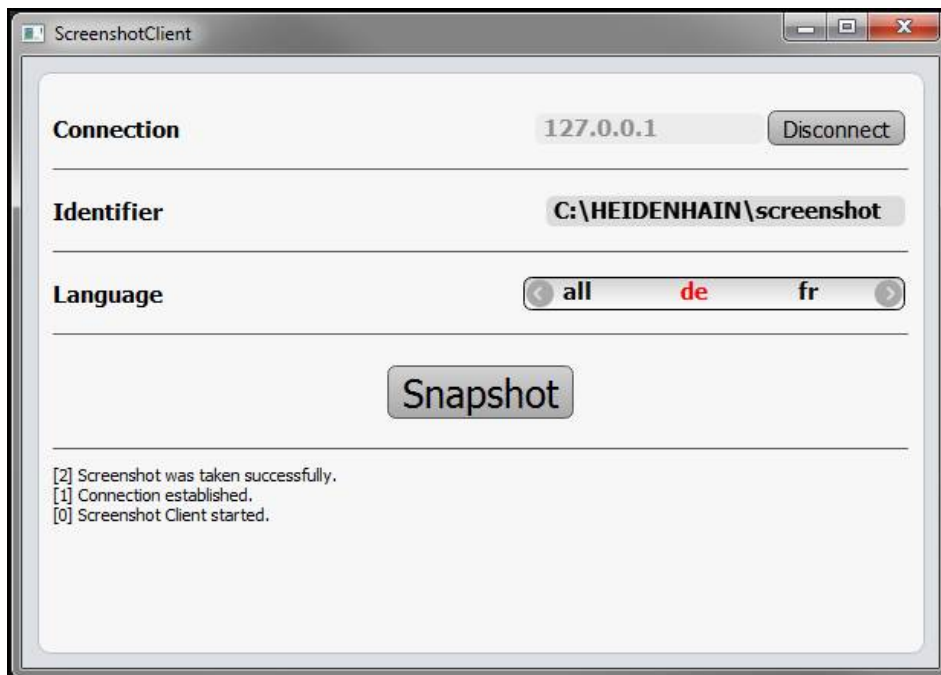 ScreenshotClient
Connection 127.0.0.1 Disconnect
Identifier C:\HEIDENHAIN\screenshot
Language all de fr
Snapshot
[2] Screenshot was taken successfully.
[1] Connection established.
[0] Screenshot Client started.